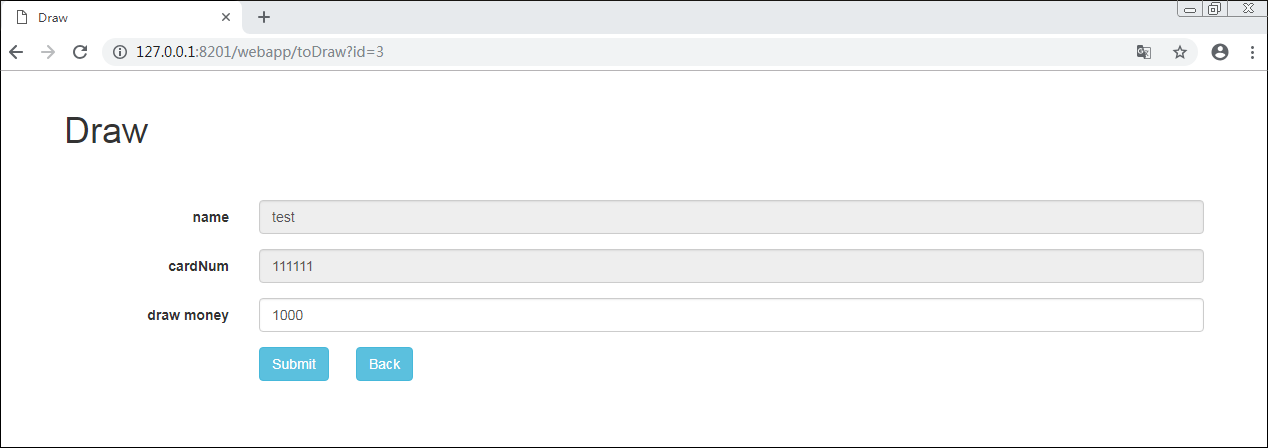 Draw
127.0.0.1:8201/webapp/toDraw?id=3
Draw
name test
cardNum 111111
draw money 1000
Submit Back